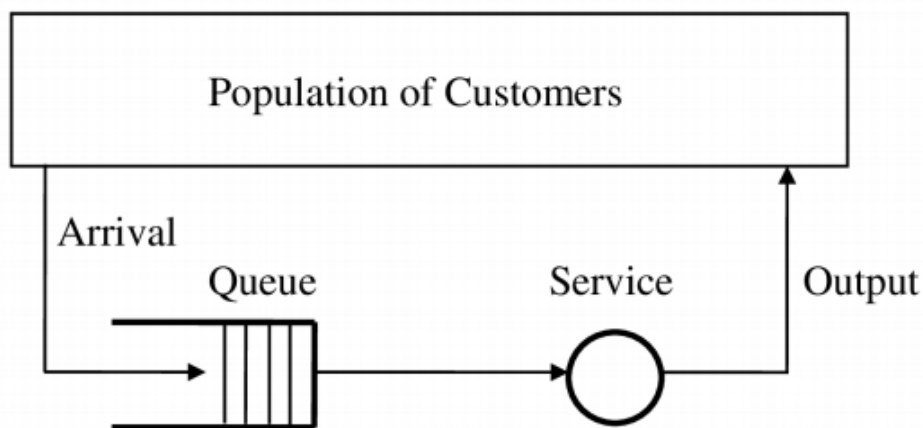 Population of Customers
Arrival
Queue
Service
Output